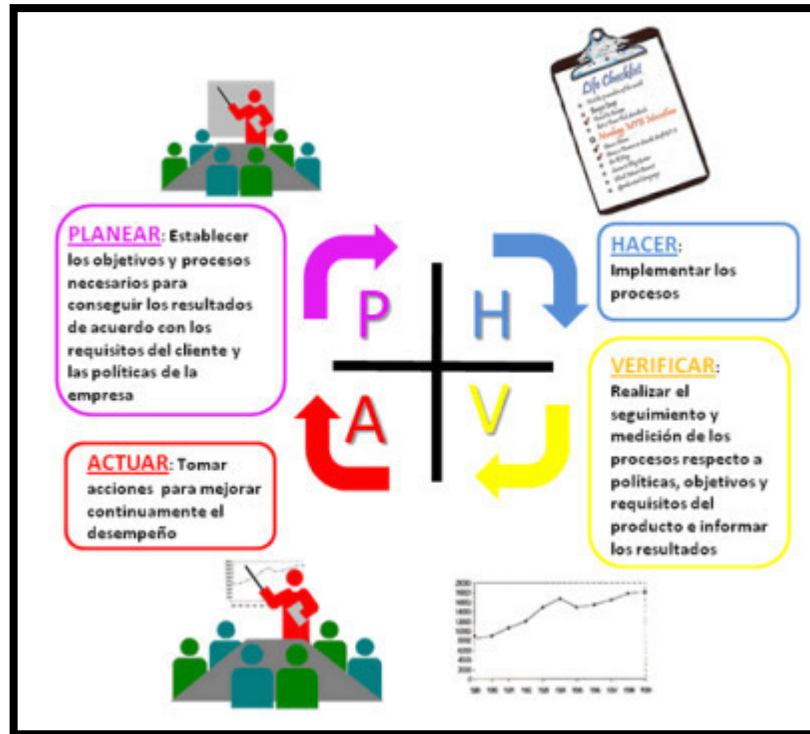 Life Checklist
PLANEAR: Establecer
los objetivos y procesos
necesarios para
conseguir los resultados
de acuerdo con los
requisitos del cliente y
las políticas de la
empresa
P
H
HACER:
Implementar los
procesos
A
V
VERIFICAR:
Realizar el
seguimiento y
medición de los
procesos respecto a
políticas, objetivos y
requisitos del
producto e informar
los resultados
ACTUAR: Tomar
acciones para mejorar
continuamente el
desempeño